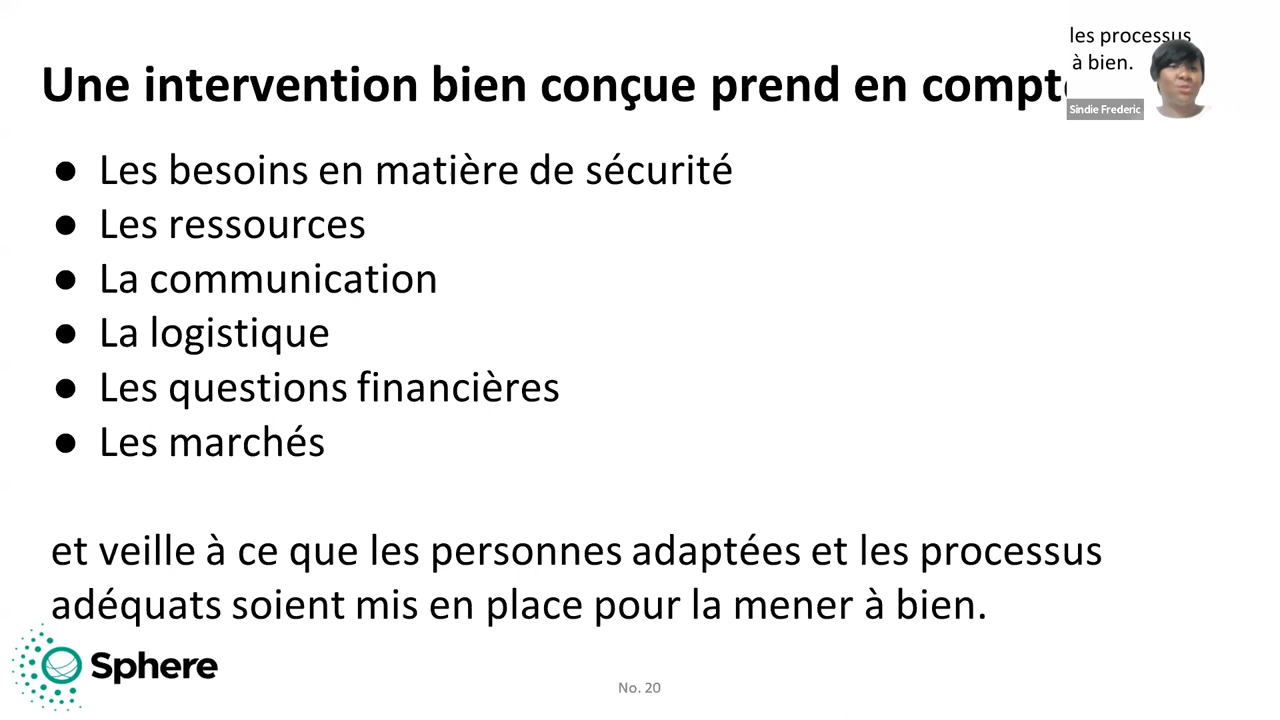 les processus
à bien.
Sindie Frederic
Une intervention bien conçue prend en compte
● Les besoins en matière de sécurité
● Les ressources
● La communication
● La logistique
● Les questions financières
● Les marchés
et veille à ce que les personnes adaptées et les processus
adéquats soient mis en place pour la mener à bien.
Sphere
No. 20